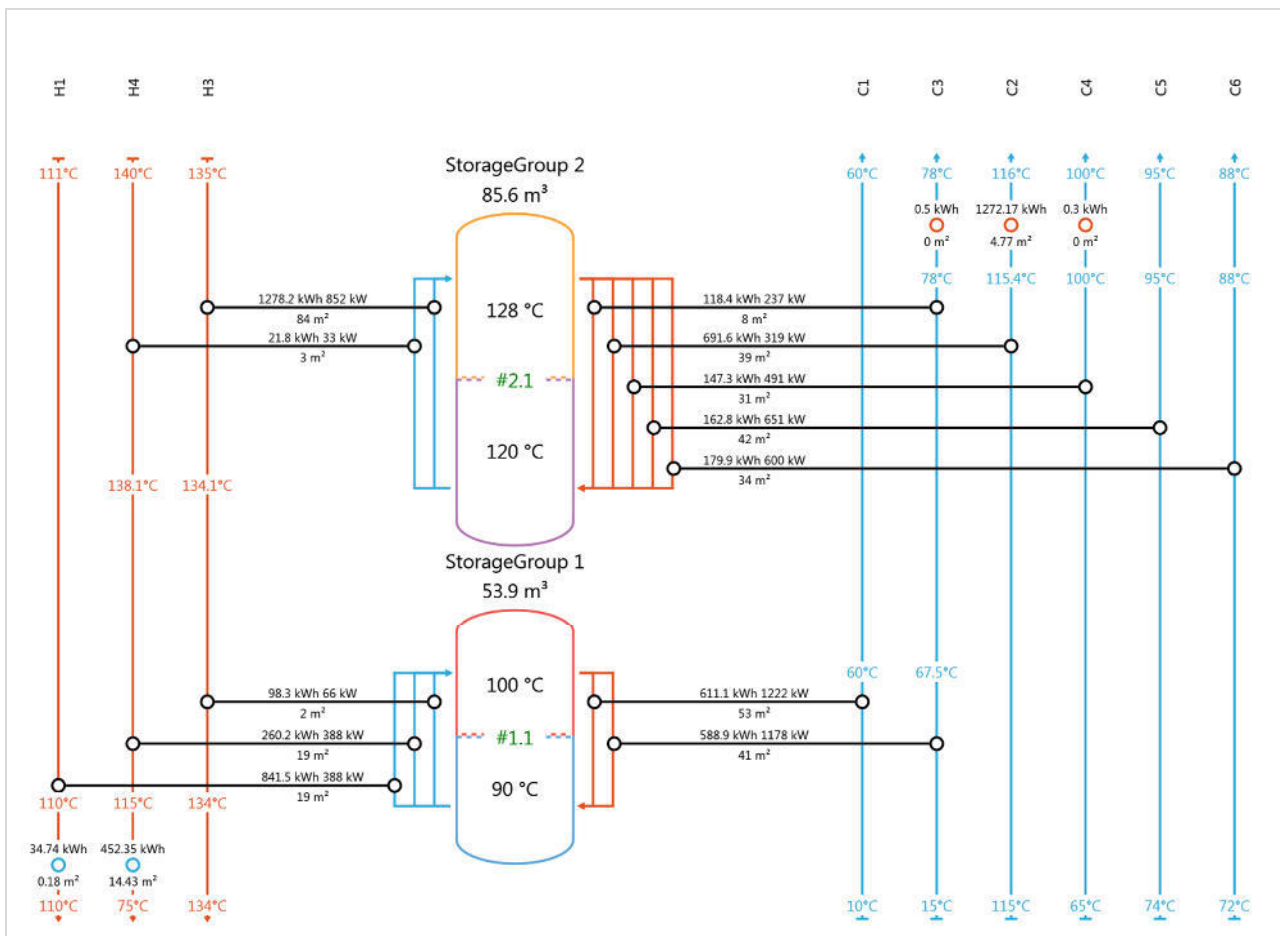 H1 H4 H3 C1 C3 C2 C4 C5 C6
StorageGroup 2
85.6 m³
111°C 140°C 135°C 60°C 78°C 116°C 100°C 95°C 88°C
0.5 kWh 1272.17 kWh 0.3 kWh
0 m² 4.77 m² 0 m²
78°C 115.4°C 100°C 95°C 88°C
1278.2 kWh 852 kW 128 °C 118.4 kWh 237 kW
84 m² 8 m²
21.8 kWh 33 kW 691.6 kWh 319 kW
3 m² 39 m²
#2.1 147.3 kWh 491 kW
31 m²
162.8 kWh 651 kW
42 m²
120 °C
179.9 kWh 600 kW
34 m²
138.1°C 134.1°C
StorageGroup 1
53.9 m³
60°C 67.5°C
100 °C
98.3 kWh 66 kW 611.1 kWh 1222 kW
2 m² 53 m²
260.2 kWh 388 kW #1.1 588.9 kWh 1178 kW
19 m² 41 m²
841.5 kWh 388 kW 90 °C
19 m²
110°C 115°C 134°C
34.74 kWh 452.35 kWh
0.18 m² 14.43 m²
110°C 75°C 134°C 10°C 15°C 115°C 65°C 74°C 72°C